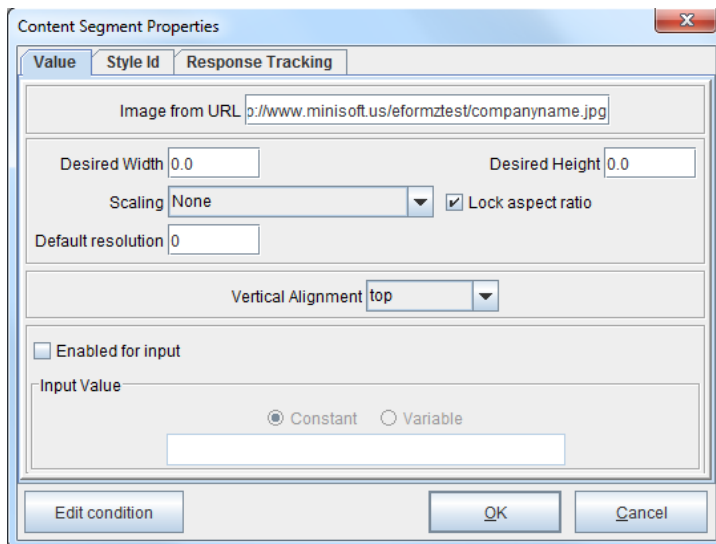 Content Segment Properties
Value Style Id Response Tracking
Image from URL p://www.minisoft.us/eformztest/companyname.jpg
Desired Width 0.0 Desired Height 0.0
Scaling None Lock aspect ratio
Default resolution 0
Vertical Alignment top
Enabled for input
Input Value
Constant Variable
Edit condition OK Cancel